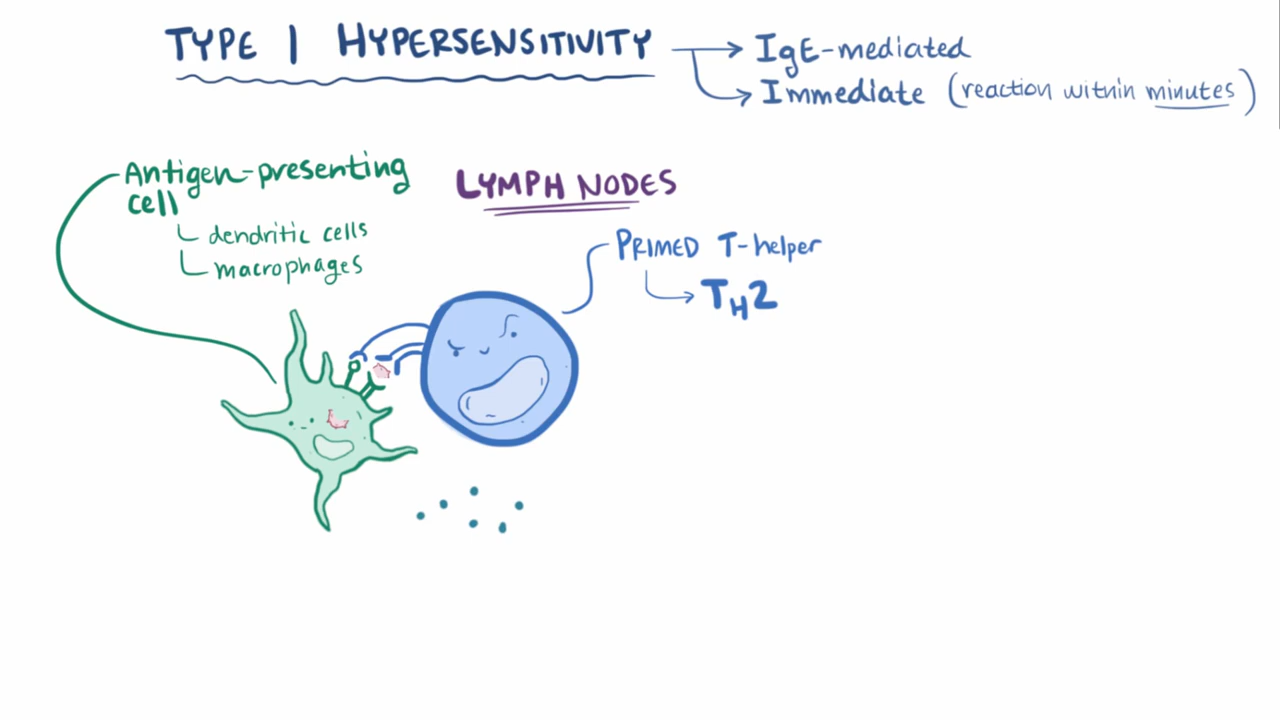 TYPE 1 HYPERSENSITIVITY
IgE-mediated
Immediate (reaction within minutes)
Antigen-presenting
cell
dendritic cells
macrophages
LYMPH NODES
PRIMED T-helper
TH2